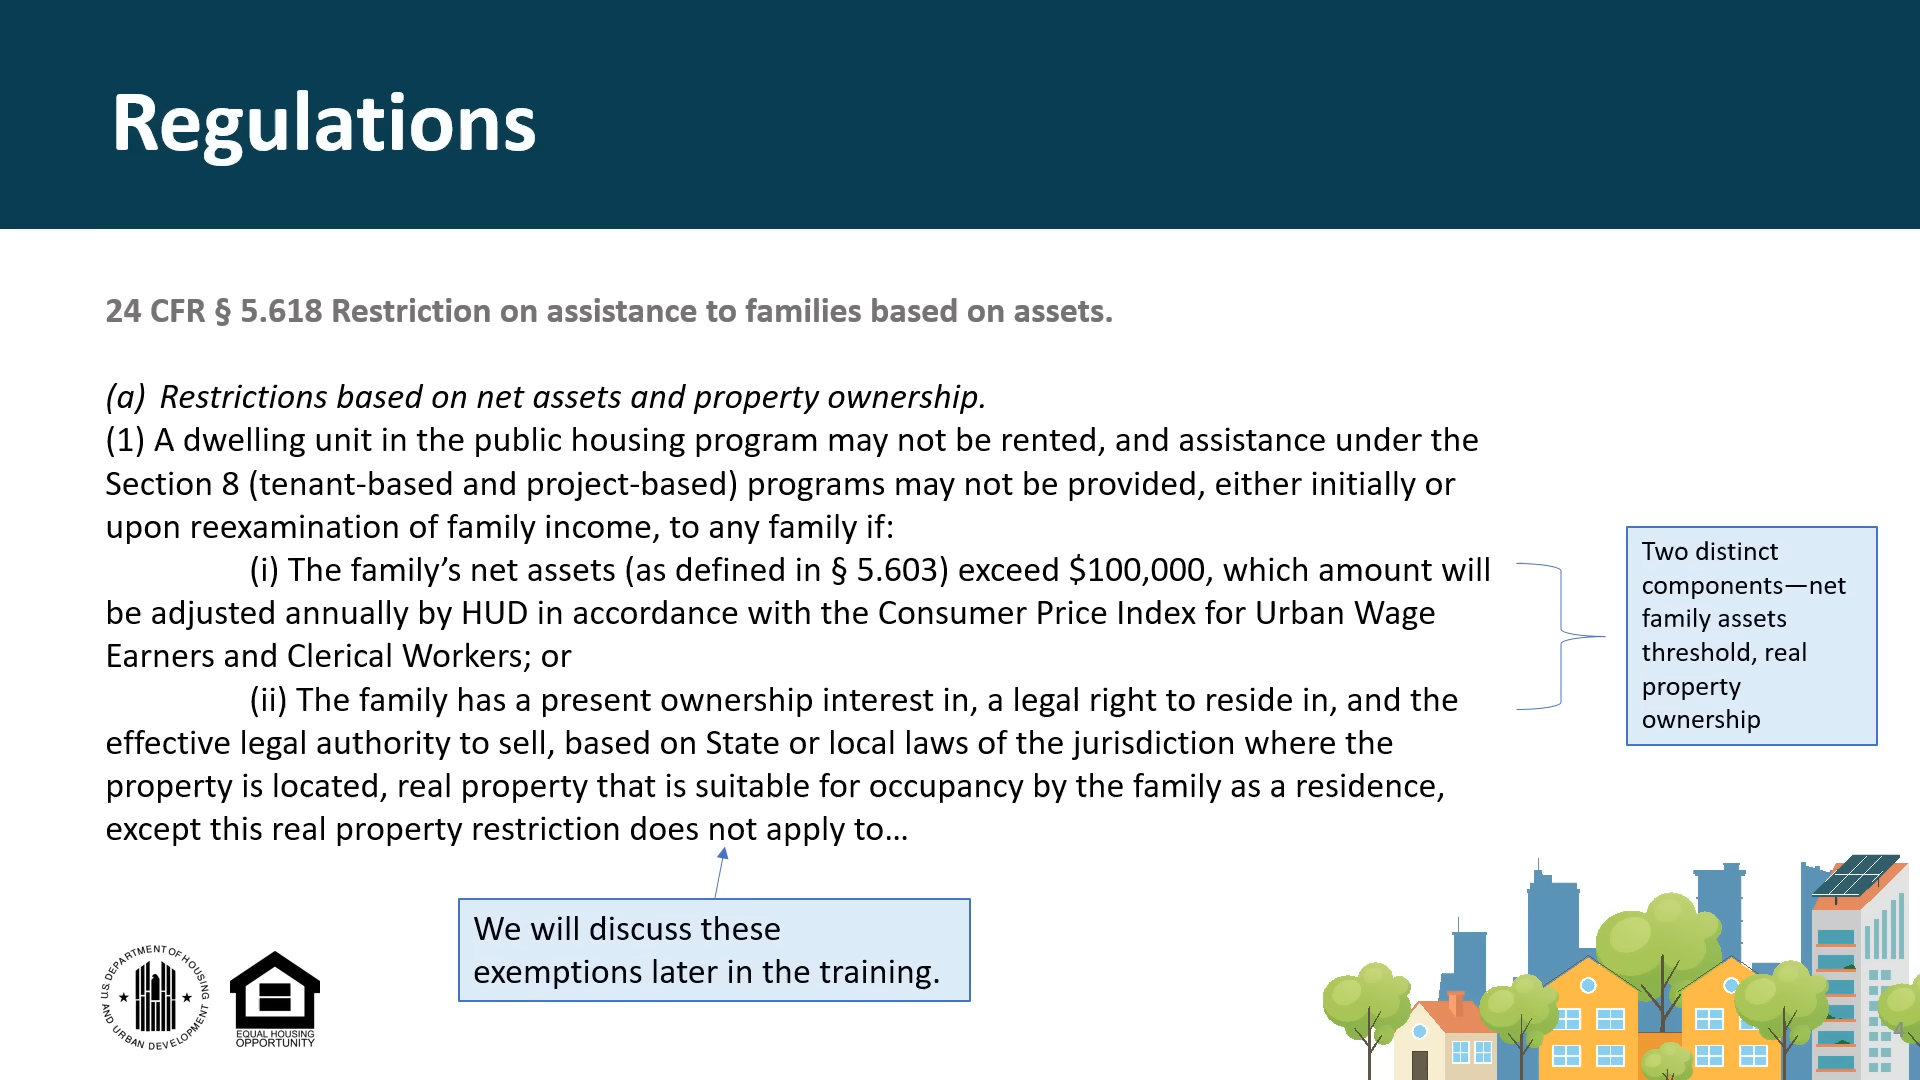 Regulations
24 CFR § 5.618 Restriction on assistance to families based on assets.
(a) Restrictions based on net assets and property ownership.
(1) A dwelling unit in the public housing program may not be rented, and assistance under the
Section 8 (tenant-based and project-based) programs may not be provided, either initially or
upon reexamination of family income, to any family if:
(i) The family’s net assets (as defined in § 5.603) exceed $100,000, which amount will
be adjusted annually by HUD in accordance with the Consumer Price Index for Urban Wage
Earners and Clerical Workers; or
(ii) The family has a present ownership interest in, a legal right to reside in, and the
effective legal authority to sell, based on State or local laws of the jurisdiction where the
property is located, real property that is suitable for occupancy by the family as a residence,
except this real property restriction does not apply to…
Two distinct
components—net
family assets
threshold, real
property
ownership
We will discuss these
exemptions later in the training.
U.S. DEPARTMENT OF HOUSING
AND URBAN DEVELOPMENT
EQUAL HOUSING
OPPORTUNITY
4